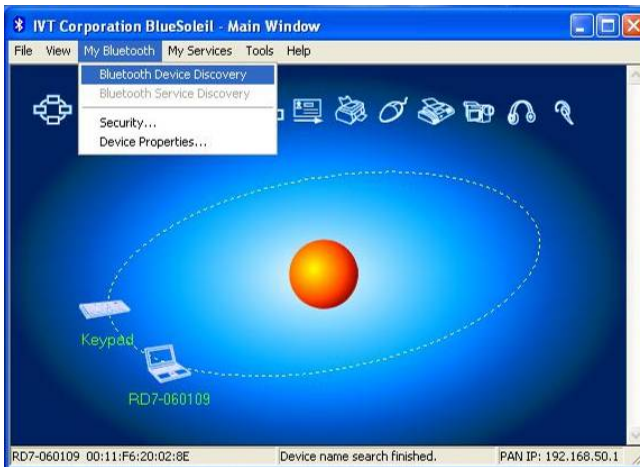 IVT Corporation BlueSoleil - Main Window
File View My Bluetooth My Services Tools Help
Bluetooth Device Discovery
Bluetooth Service Discovery
Security...
Device Properties...
Keypad
RD7-060109
RD7-060109 00:11:F6:20:02:8E Device name search finished. PAN IP: 192.168.50.1